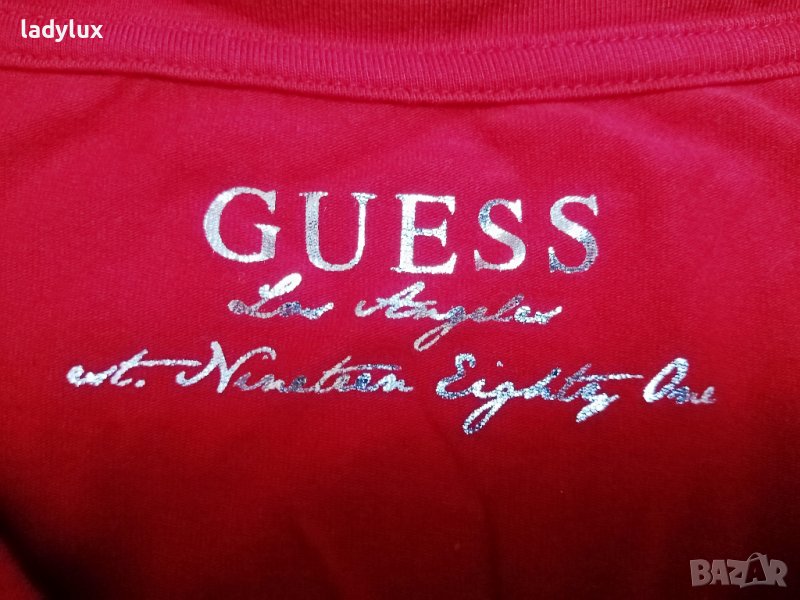 ladylux
GUESS
Los Angeles
est. Nineteen Eighty One
BAZAR